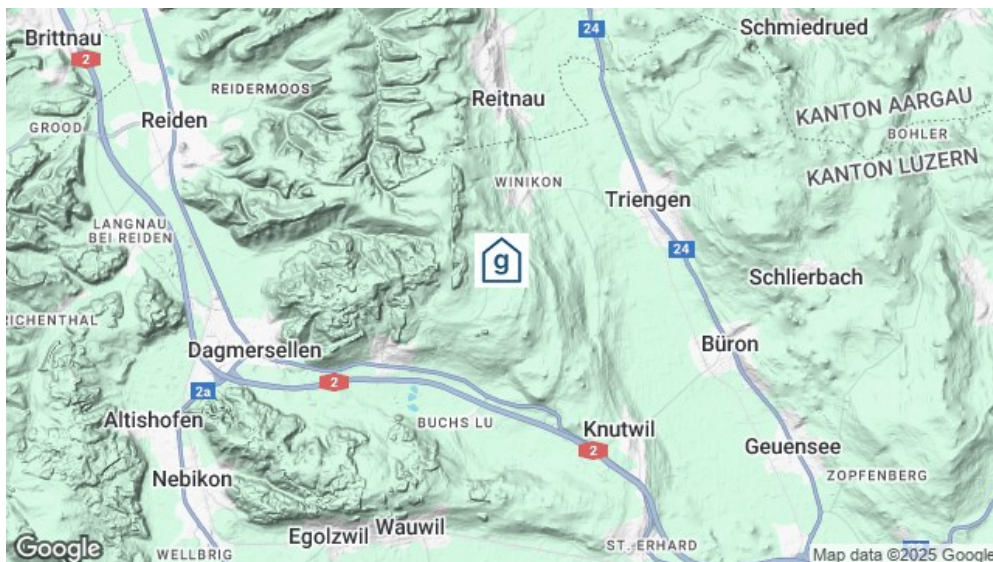 Brittnau
2
24
Schmiedrued
REIDERMOOS
Reitnau
KANTON AARGAU
GROOD
Reiden
BOHLER
KANTON LUZERN
WINIKON
Triengen
LANGNAU
BEI REIDEN
24
g
Schlierbach
RICHENTHAL
Dagmersellen
Büron
2
2a
Altishofen
BUCHS LU
Knutwil
2
Geuensee
Nebikon
ZOPFENBERG
Egolzwil
Wauwil
WELLBRIG
ST. ERHARD
Google
Map data ©2025 Google